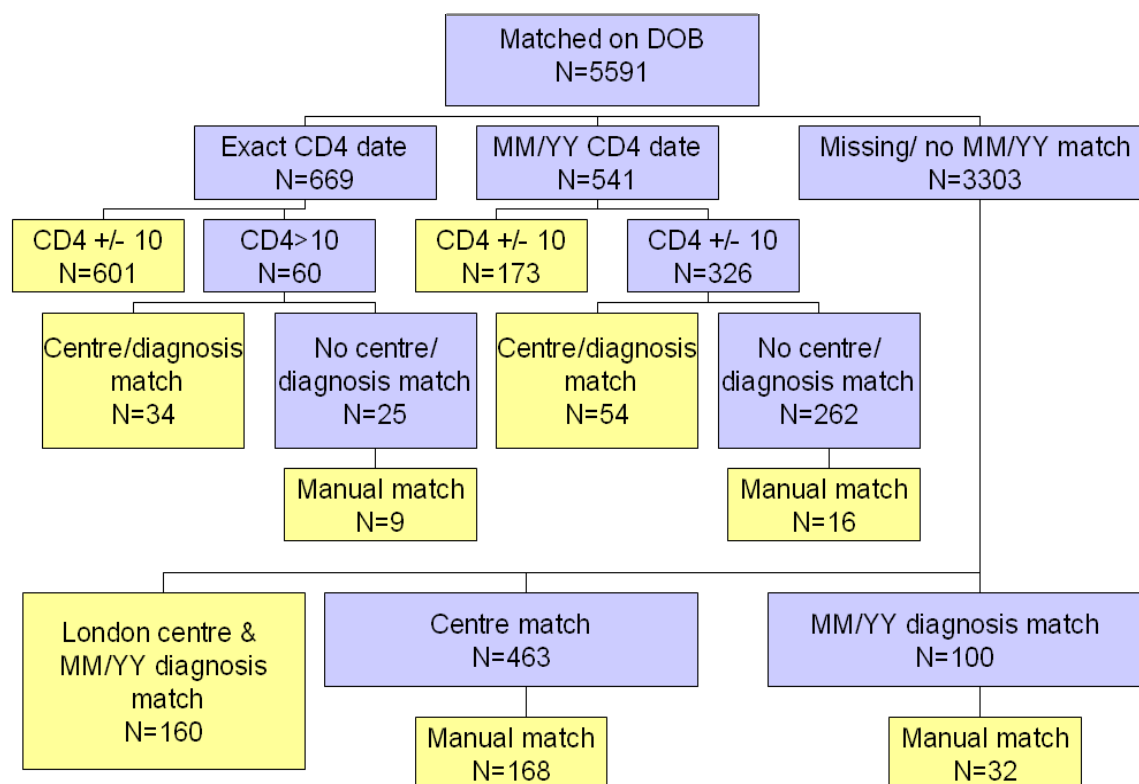 Matched on DOB
N=5591
Exact CD4 date
N=669
MM/YY CD4 date
N=541
Missing/ no MM/YY match
N=3303
CD4 +/- 10
N=601
CD4>10
N=60
CD4 +/- 10
N=173
CD4 +/- 10
N=326
Centre/diagnosis
match
N=34
No centre/
diagnosis match
N=25
Centre/diagnosis
match
N=54
No centre/
diagnosis match
N=262
Manual match
N=9
Manual match
N=16
London centre &
MM/YY diagnosis
match
N=160
Centre match
N=463
MM/YY diagnosis match
N=100
Manual match
N=168
Manual match
N=32